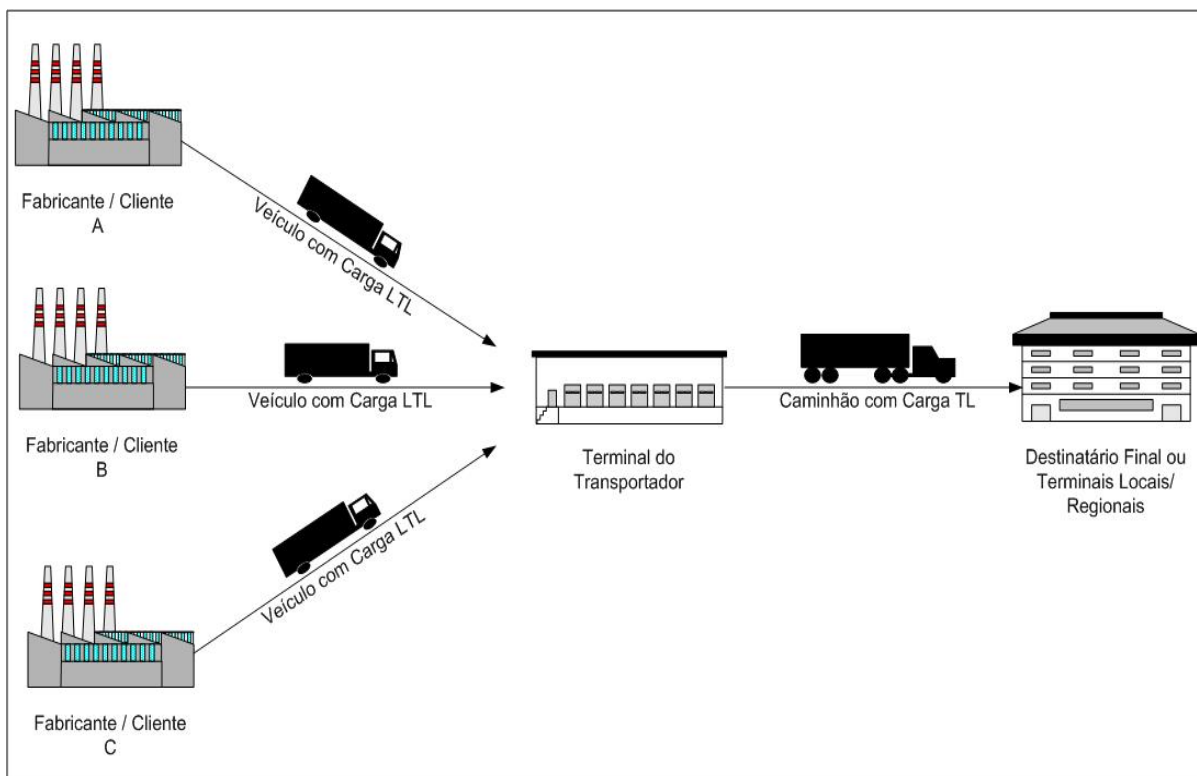 Fabricante / Cliente
A
Veículo com Carga LTL
Fabricante / Cliente
B
Veículo com Carga LTL
Fabricante / Cliente
C
Veículo com Carga LTL
Terminal do
Transportador
Caminhão com Carga TL
Destinatário Final ou
Terminais Locais/
Regionais